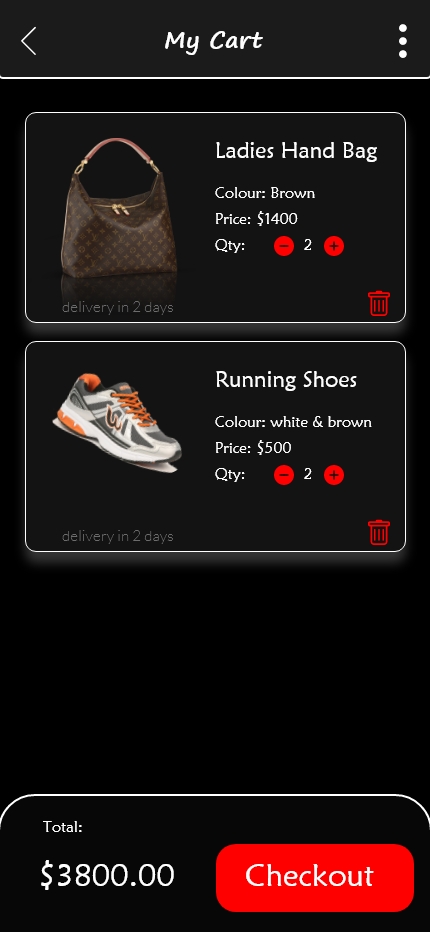 My Cart
Ladies Hand Bag
Colour: Brown
Price: $1400
Qty: 2
delivery in 2 days
Running Shoes
Colour: white & brown
Price: $500
Qty: 2
delivery in 2 days
Total:
$3800.00
Checkout